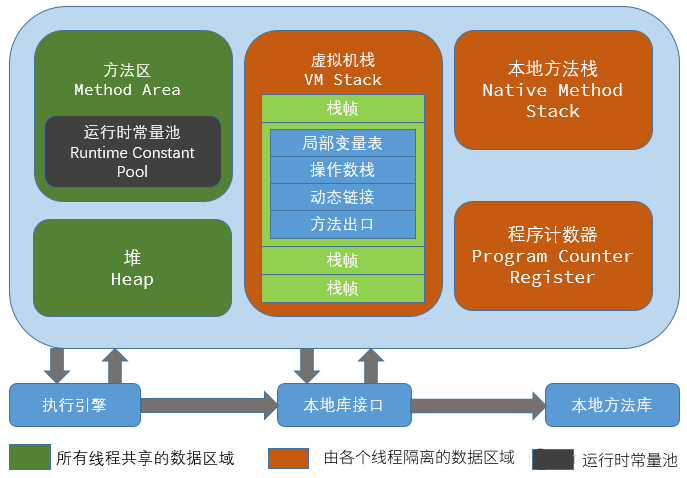 方法区
Method Area
运行时常量池
Runtime Constant
Pool
堆
Heap
虚拟机栈
VM Stack
栈帧
局部变量表
操作数栈
动态链接
方法出口
栈帧
栈帧
本地方法栈
Native Method
Stack
程序计数器
Program Counter
Register
执行引擎
本地库接口
本地方法库
所有线程共享的数据区域
由各个线程隔离的数据区域
运行时常量池